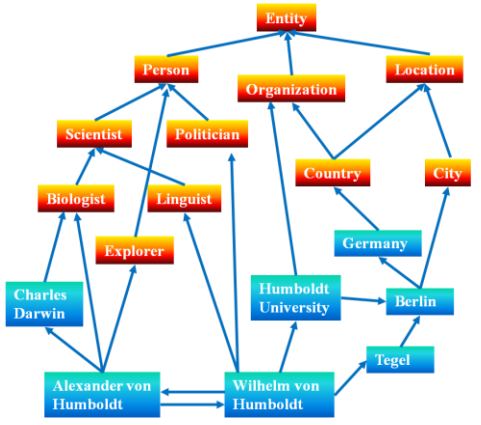 Entity
Person
Location
Organization
Scientist
Politician
Country
City
Biologist
Linguist
Explorer
Germany
Charles
Darwin
Humboldt
University
Berlin
Tegel
Alexander von
Humboldt
Wilhelm von
Humboldt